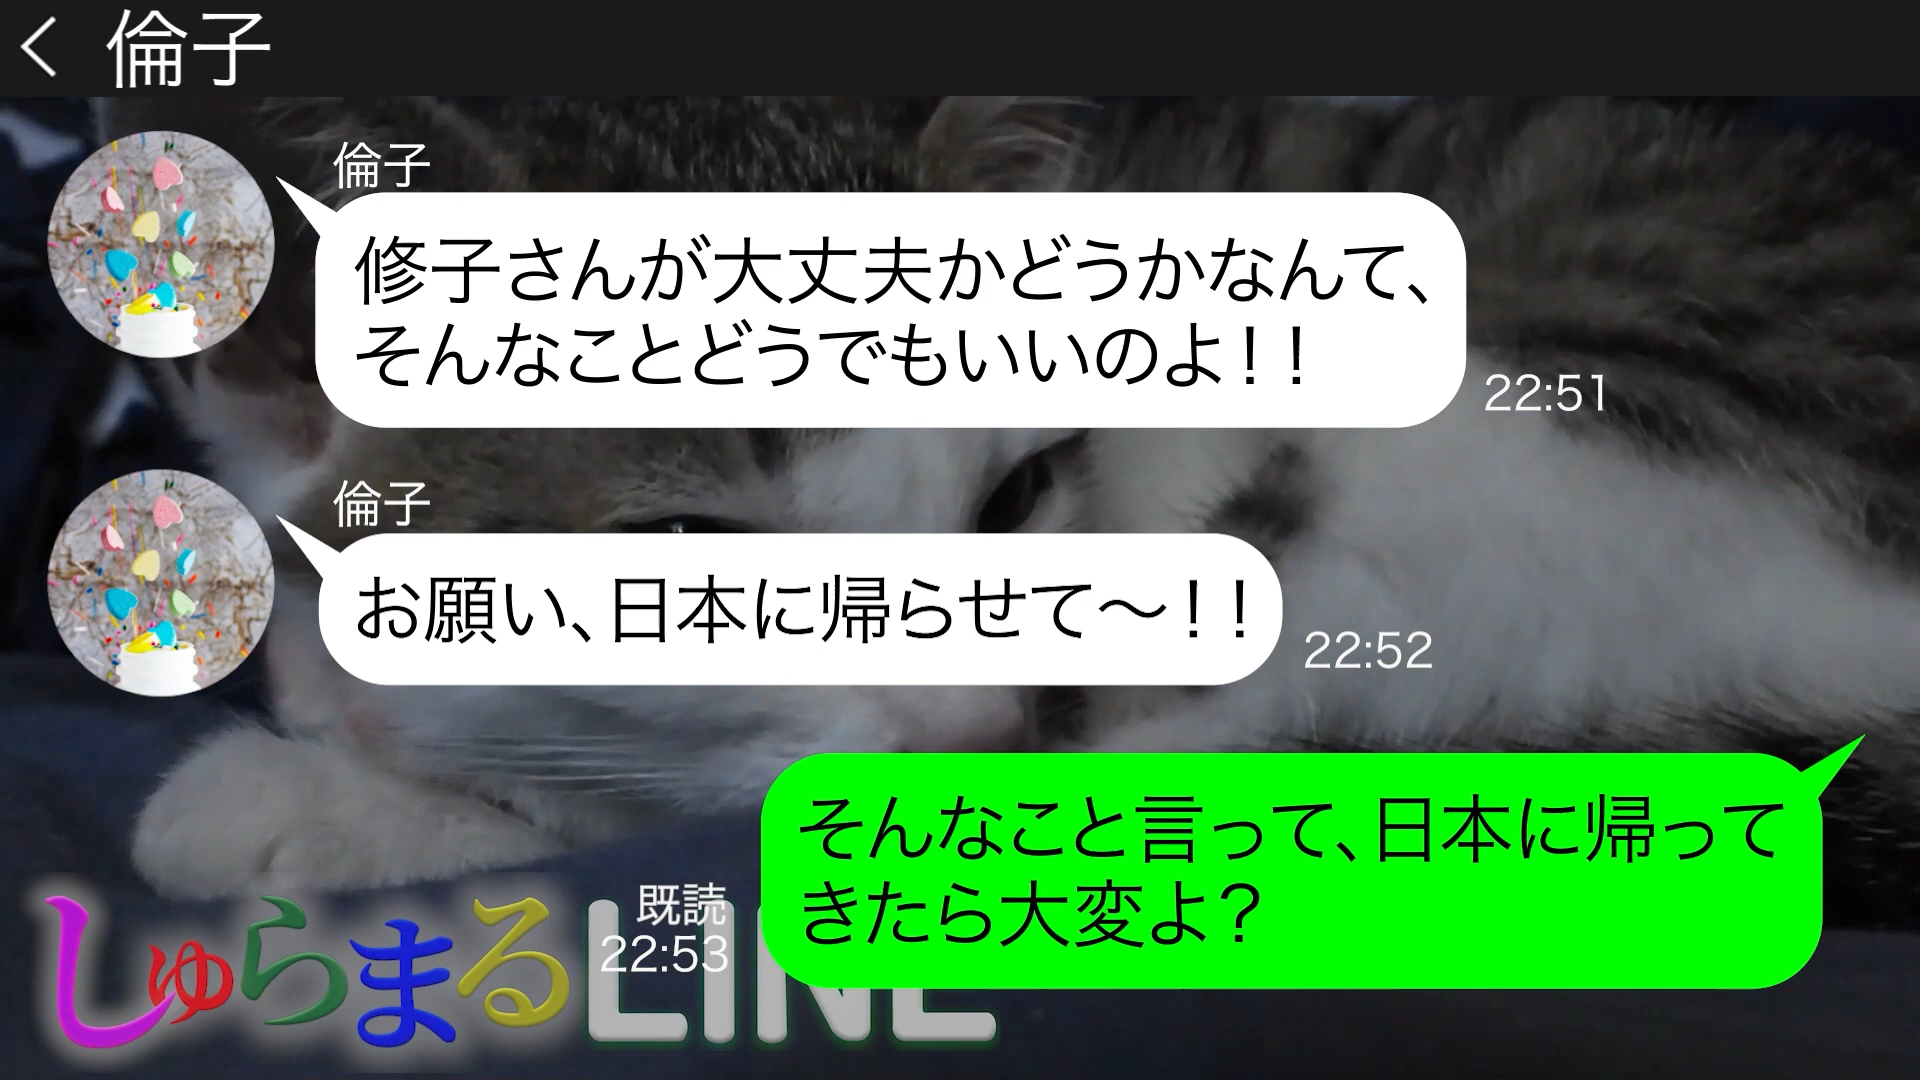 倫子
倫子
修子さんが大丈夫かどうかなんて、
そんなことどうでもいいのよ！！
22:51
倫子
お願い、日本に帰らせて～！！
22:52
そんなこと言って、日本に帰って
きたら大変よ？
既読
22:53
しゅらまるLINE